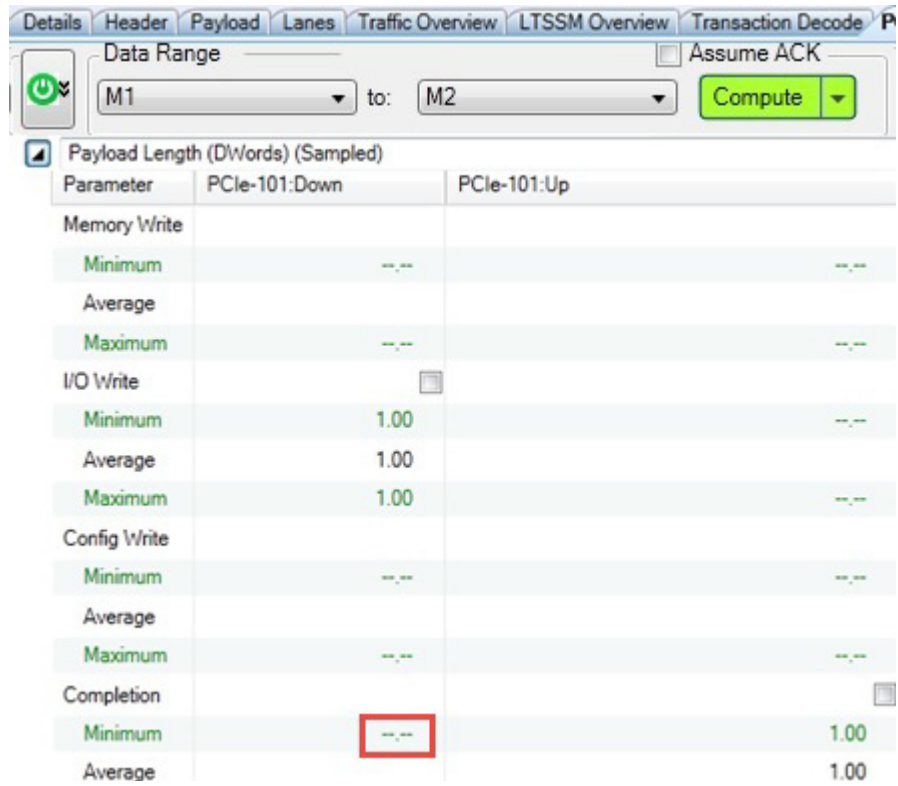 Details Header Payload Lanes Traffic Overview LTSSM Overview Transaction Decode
Data Range Assume ACK
M1 to: M2 Compute
Payload Length (DWords) (Sampled)
Parameter PCIe-101:Down PCIe-101:Up
Memory Write
Minimum --.-- --.--
Average
Maximum --.-- --.--
I/O Write
Minimum 1.00 --.--
Average 1.00
Maximum 1.00 --.--
Config Write
Minimum --.-- --.--
Average
Maximum --.-- --.--
Completion
Minimum --.-- 1.00
Average 1.00